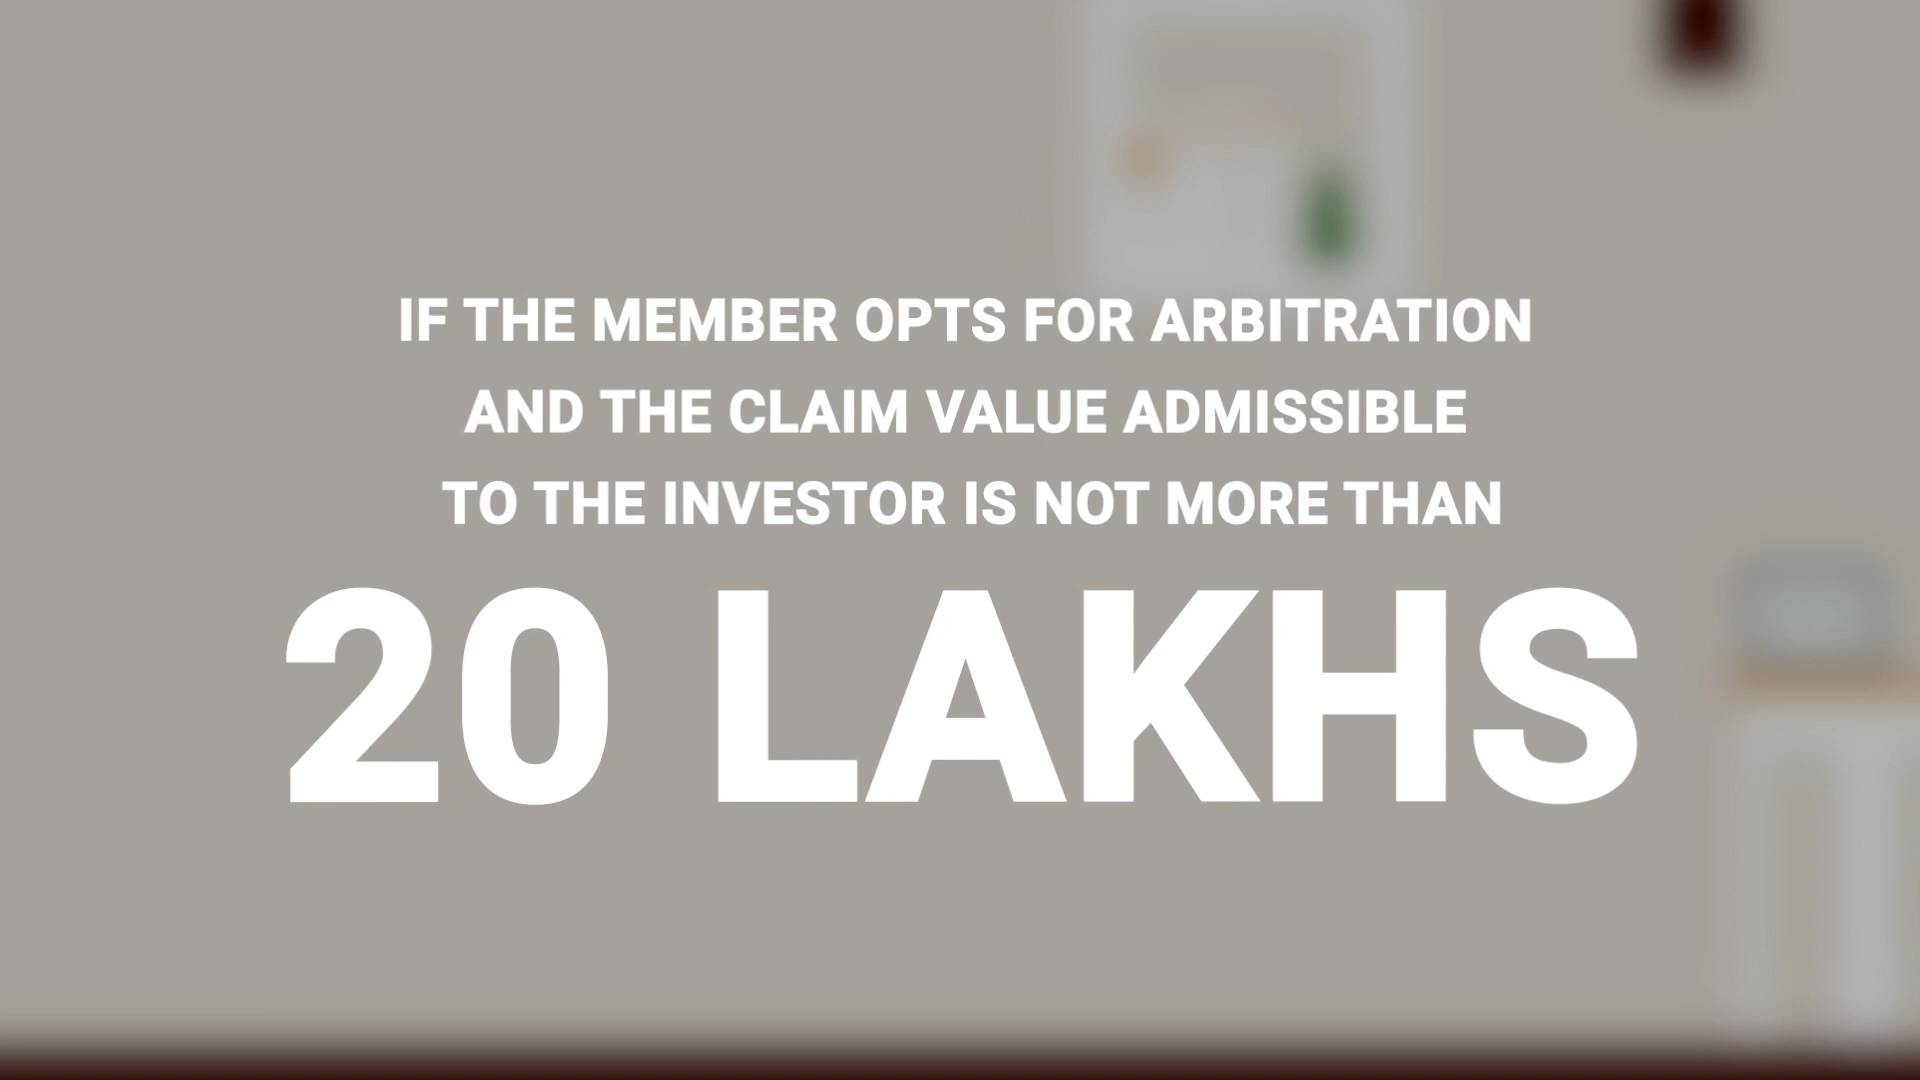 IF THE MEMBER OPTS FOR ARBITRATION
AND THE CLAIM VALUE ADMISSIBLE
TO THE INVESTOR IS NOT MORE THAN
20 LAKHS